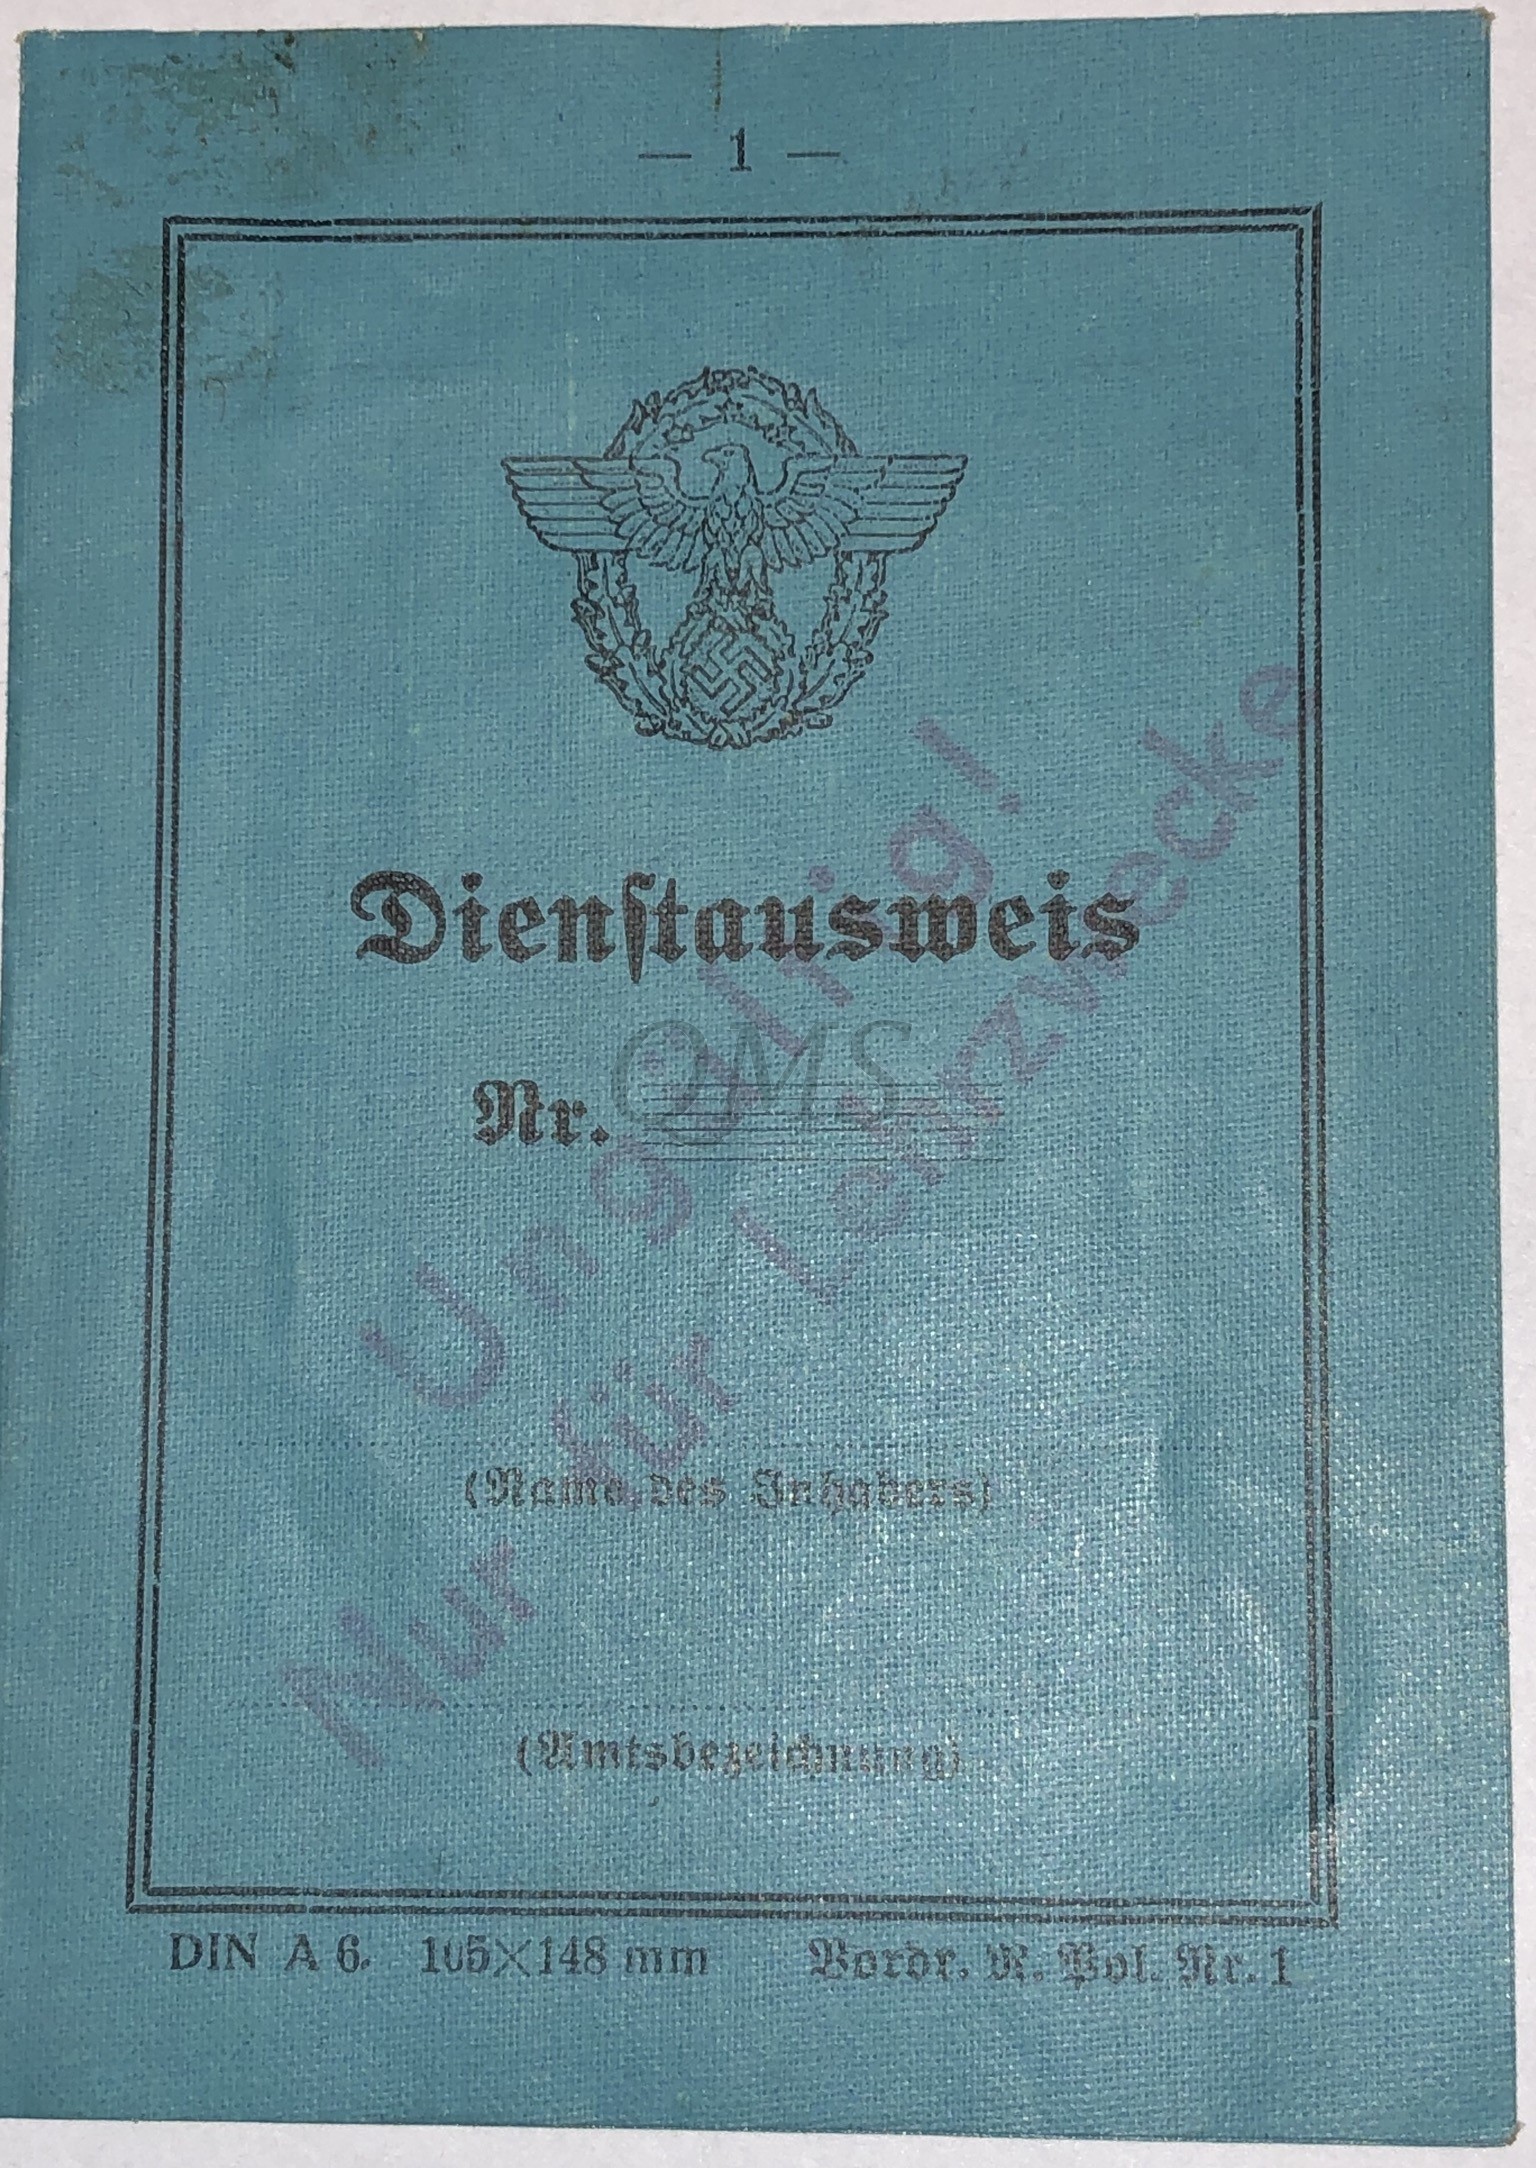 — 1 —
Dienstausweis
OMS
Nr.
Ungültig!
Nur für Lehrzwecke
(Name des Inhabers)
(Amtsbezeichnung)
DIN A 6. 105×148 mm Vordr. R. Pol. Nr. 1